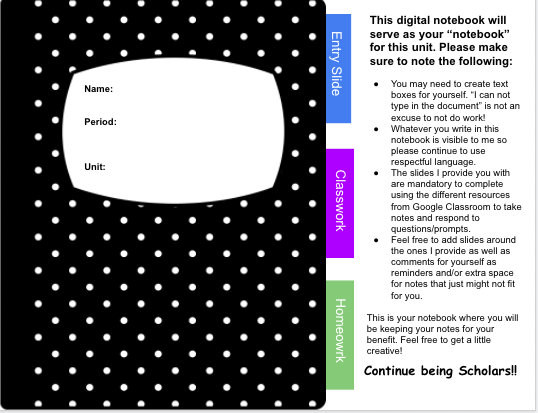 Name:
Period:
Unit:
Entry Slide
Classwork
Homeowrk
This digital notebook will
serve as your “notebook”
for this unit. Please make
sure to note the following:
● You may need to create text
boxes for yourself. “I can not
type in the document” is not an
excuse to not do work!
● Whatever you write in this
notebook is visible to me so
please continue to use
respectful language.
● The slides I provide you with
are mandatory to complete
using the different resources
from Google Classroom to take
notes and respond to
questions/prompts.
● Feel free to add slides around
the ones I provide as well as
comments for yourself as
reminders and/or extra space
for notes that just might not fit
for you.
This is your notebook where you will
be keeping your notes for your
benefit. Feel free to get a little
creative!
Continue being Scholars!!